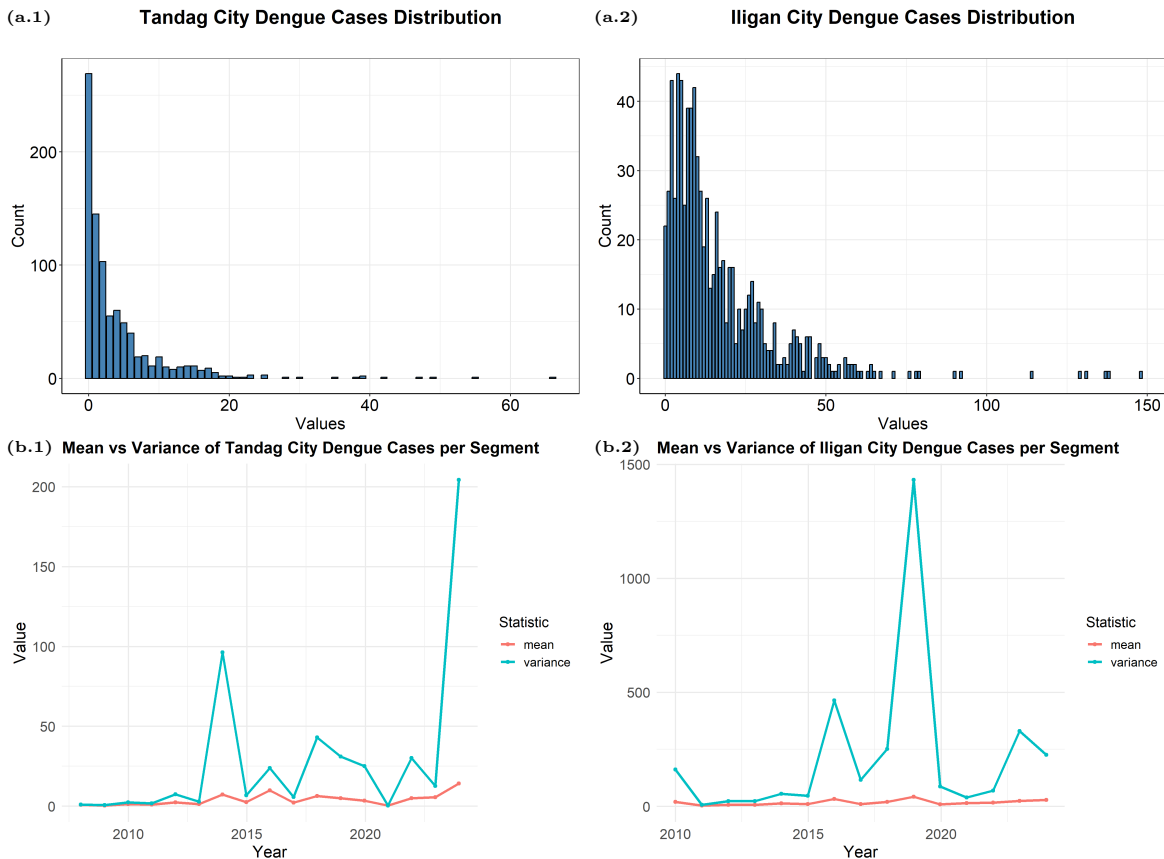 (a.1) Tandag City Dengue Cases Distribution
Count
200
100
0
0 20 40 60
Values
(a.2) Iligan City Dengue Cases Distribution
Count
40
30
20
10
0
0 50 100 150
Values
(b.1) Mean vs Variance of Tandag City Dengue Cases per Segment
Value
200
150
100
50
0
2010 2015 2020
Year
Statistic
mean
variance
(b.2) Mean vs Variance of Iligan City Dengue Cases per Segment
Value
1500
1000
500
0
2010 2015 2020
Year
Statistic
mean
variance